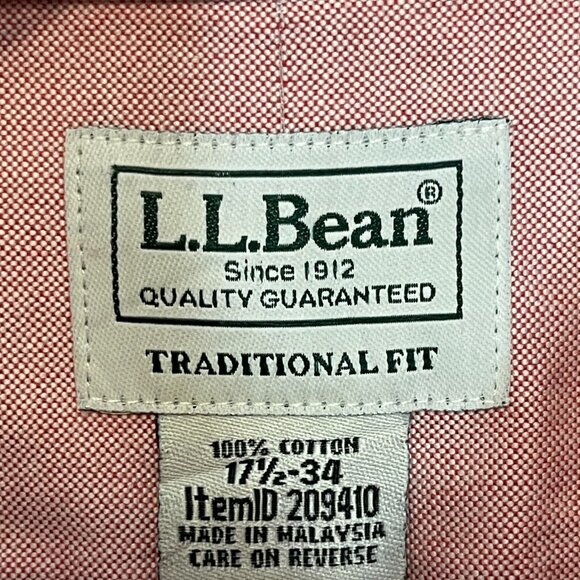 L.L.Bean®
Since 1912
QUALITY GUARANTEED
TRADITIONAL FIT
100% COTTON
17½-34
ItemID 209410
MADE IN MALAYSIA
CARE ON REVERSE